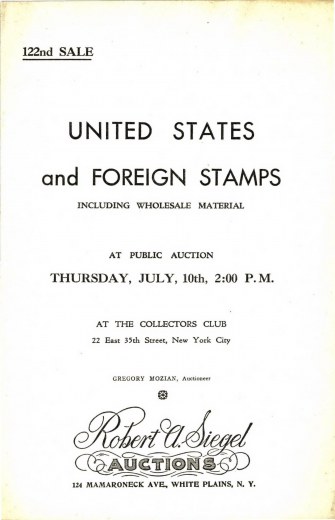 122nd SALE
UNITED STATES
and FOREIGN STAMPS
INCLUDING WHOLESALE MATERIAL
AT PUBLIC AUCTION
THURSDAY, JULY, 10th, 2:00 P.M.
AT THE COLLECTORS CLUB
22 East 35th Street, New York City
GREGORY MOZIAN, Auctioneer
Robert A. Siegel
AUCTIONS
124 MAMARONECK AVE., WHITE PLAINS, N. Y.